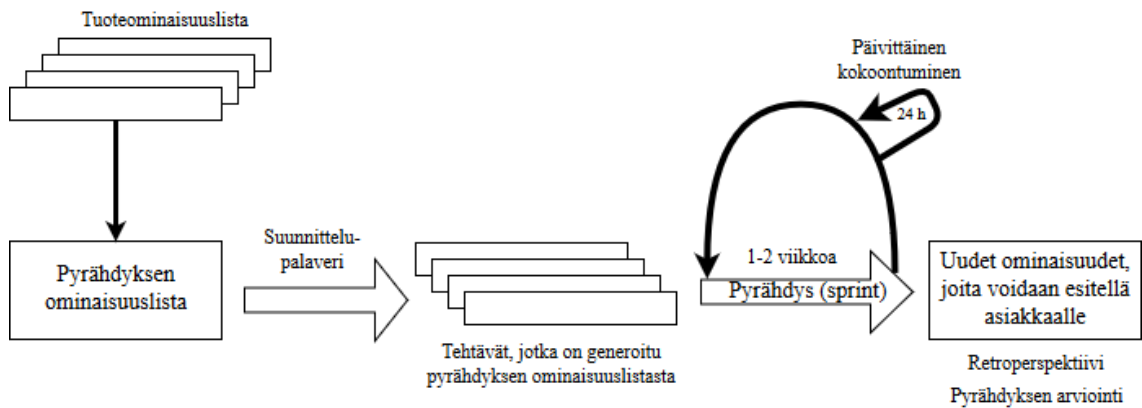 Tuoteominaisuuslista
Päivittäinen
kokoontuminen
24 h
Pyrähdyksen
ominaisuuslista
Suunnittelu-
palaveri
Tehtävät, jotka on generoitu
pyrähdyksen ominaisuuslistasta
1-2 viikkoa
Pyrähdys (sprint)
Uudet ominaisuudet,
joita voidaan esitellä
asiakkaalle
Retroperspektiivi
Pyrähdyksen arviointi